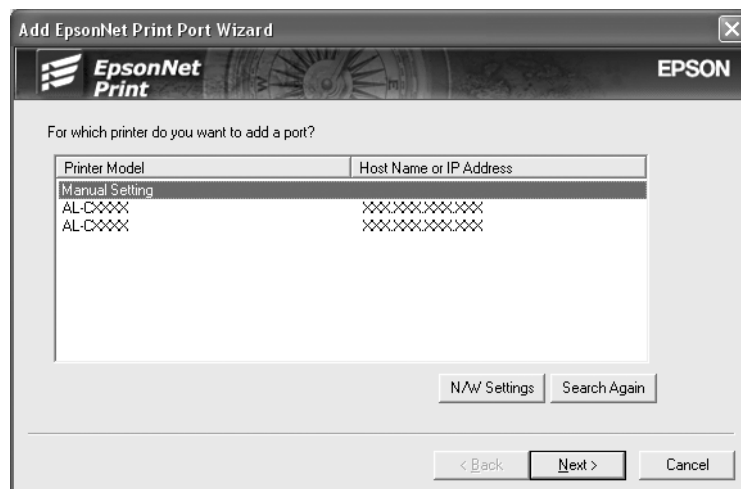 Add EpsonNet Print Port Wizard
EpsonNet
Print
EPSON
For which printer do you want to add a port?
Printer Model Host Name or IP Address
Manual Setting
AL-CXXXX XXX.XXX.XXX.XXX
AL-CXXXX XXX.XXX.XXX.XXX
N/W Settings Search Again
< Back Next > Cancel